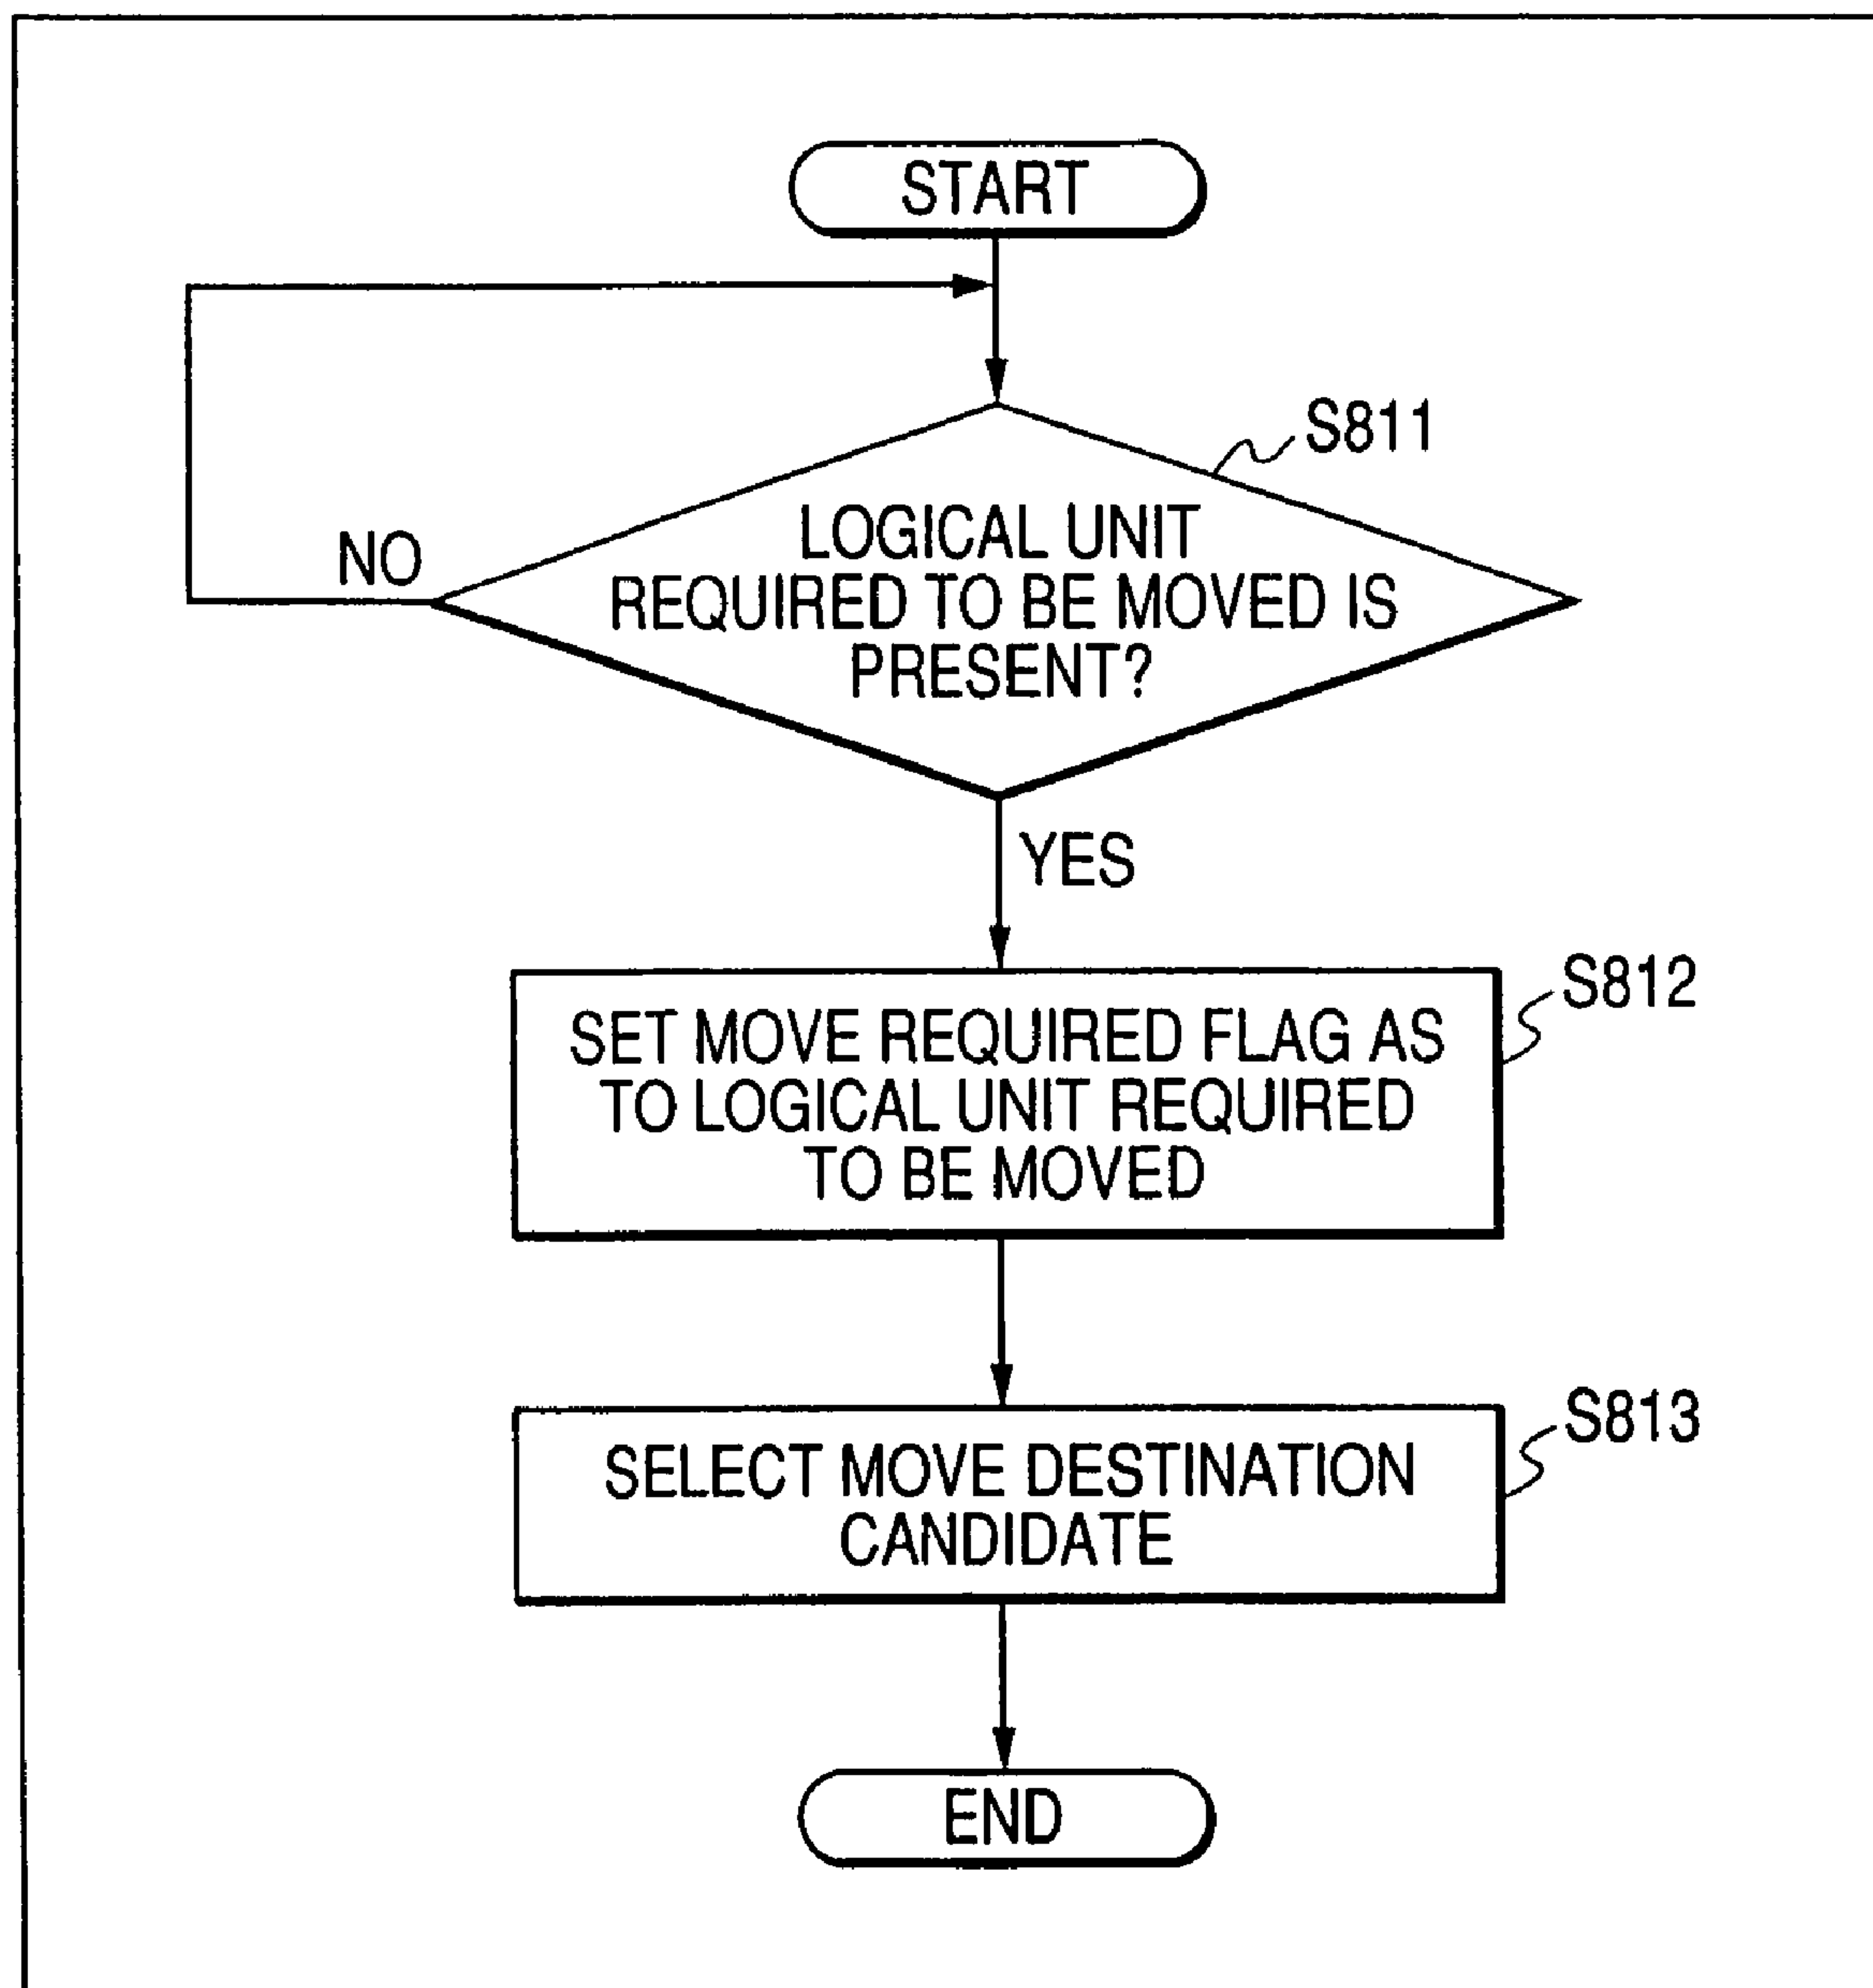 START
S811
LOGICAL UNIT
REQUIRED TO BE MOVED IS
PRESENT?
NO
YES
S812
SET MOVE REQUIRED FLAG AS
TO LOGICAL UNIT REQUIRED
TO BE MOVED
S813
SELECT MOVE DESTINATION
CANDIDATE
END